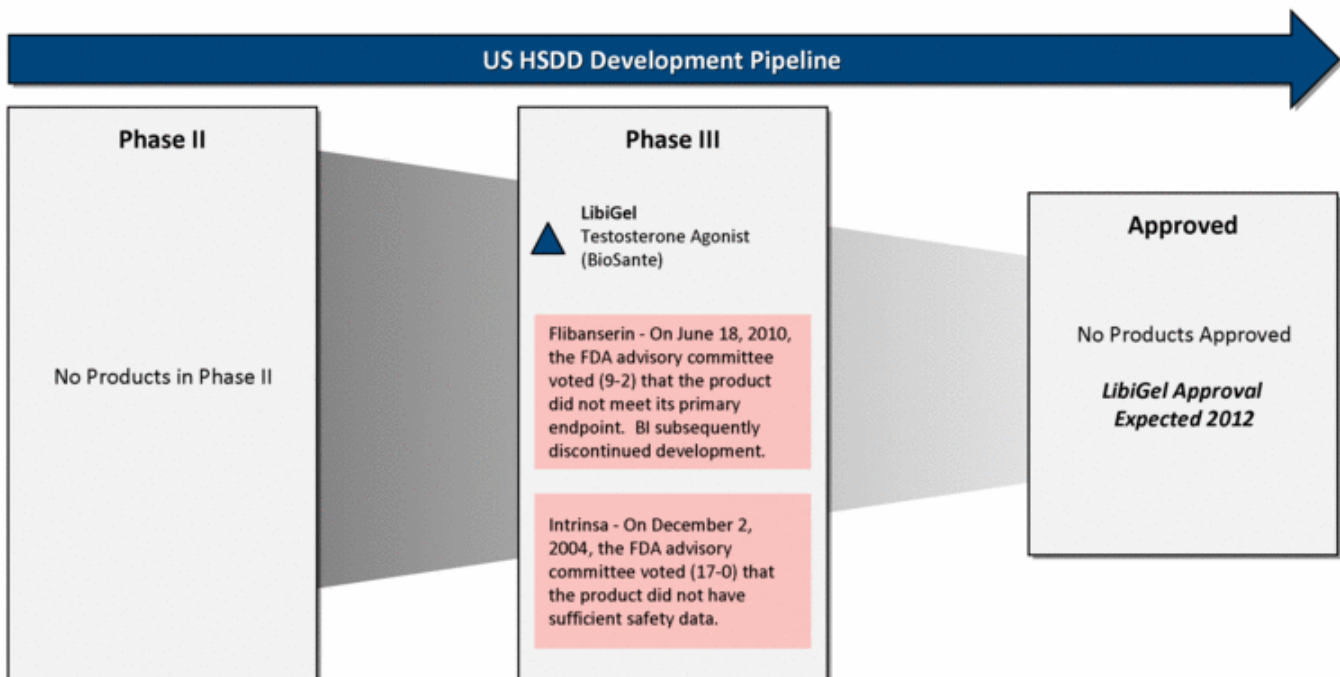 US HSDD Development Pipeline
Phase II
No Products in Phase II
Phase III
LibiGel
Testosterone Agonist
(BioSante)
Flibanserin - On June 18, 2010,
the FDA advisory committee
voted (9-2) that the product
did not meet its primary
endpoint.  BI subsequently
discontinued development.
Intrinsa - On December 2,
2004, the FDA advisory
committee voted (17-0) that
the product did not have
sufficient safety data.
Approved
No Products Approved
LibiGel Approval
Expected 2012